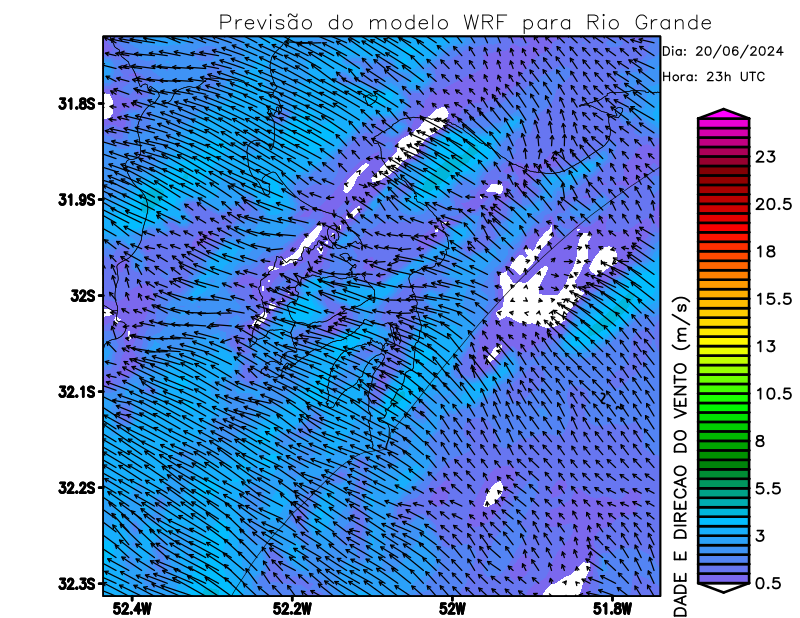 Previsão do modelo WRF para Rio Grande
Dia: 20/06/2024
Hora: 23h UTC
31.8S
31.9S
32S
32.1S
32.2S
32.3S
52.4W
52.2W
52W
51.8W
23
20.5
18
15.5
13
10.5
8
5.5
3
0.5
DADE E DIRECAO DO VENTO (m/s)